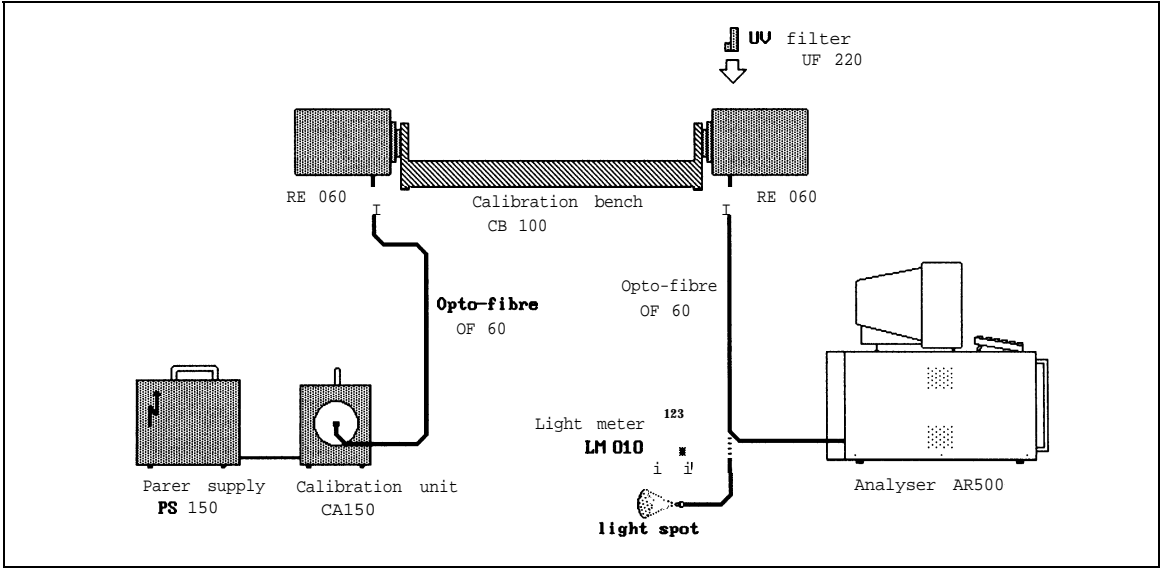 UV filter
UF 220
RE 060
Calibration bench
CB 100
RE 060
I
I
Opto-fibre
OF 60
Opto-fibre
OF 60
Light meter
LM 010
123
i i
Parer supply
PS 150
Calibration unit
CA150
light spot
Analyser AR500